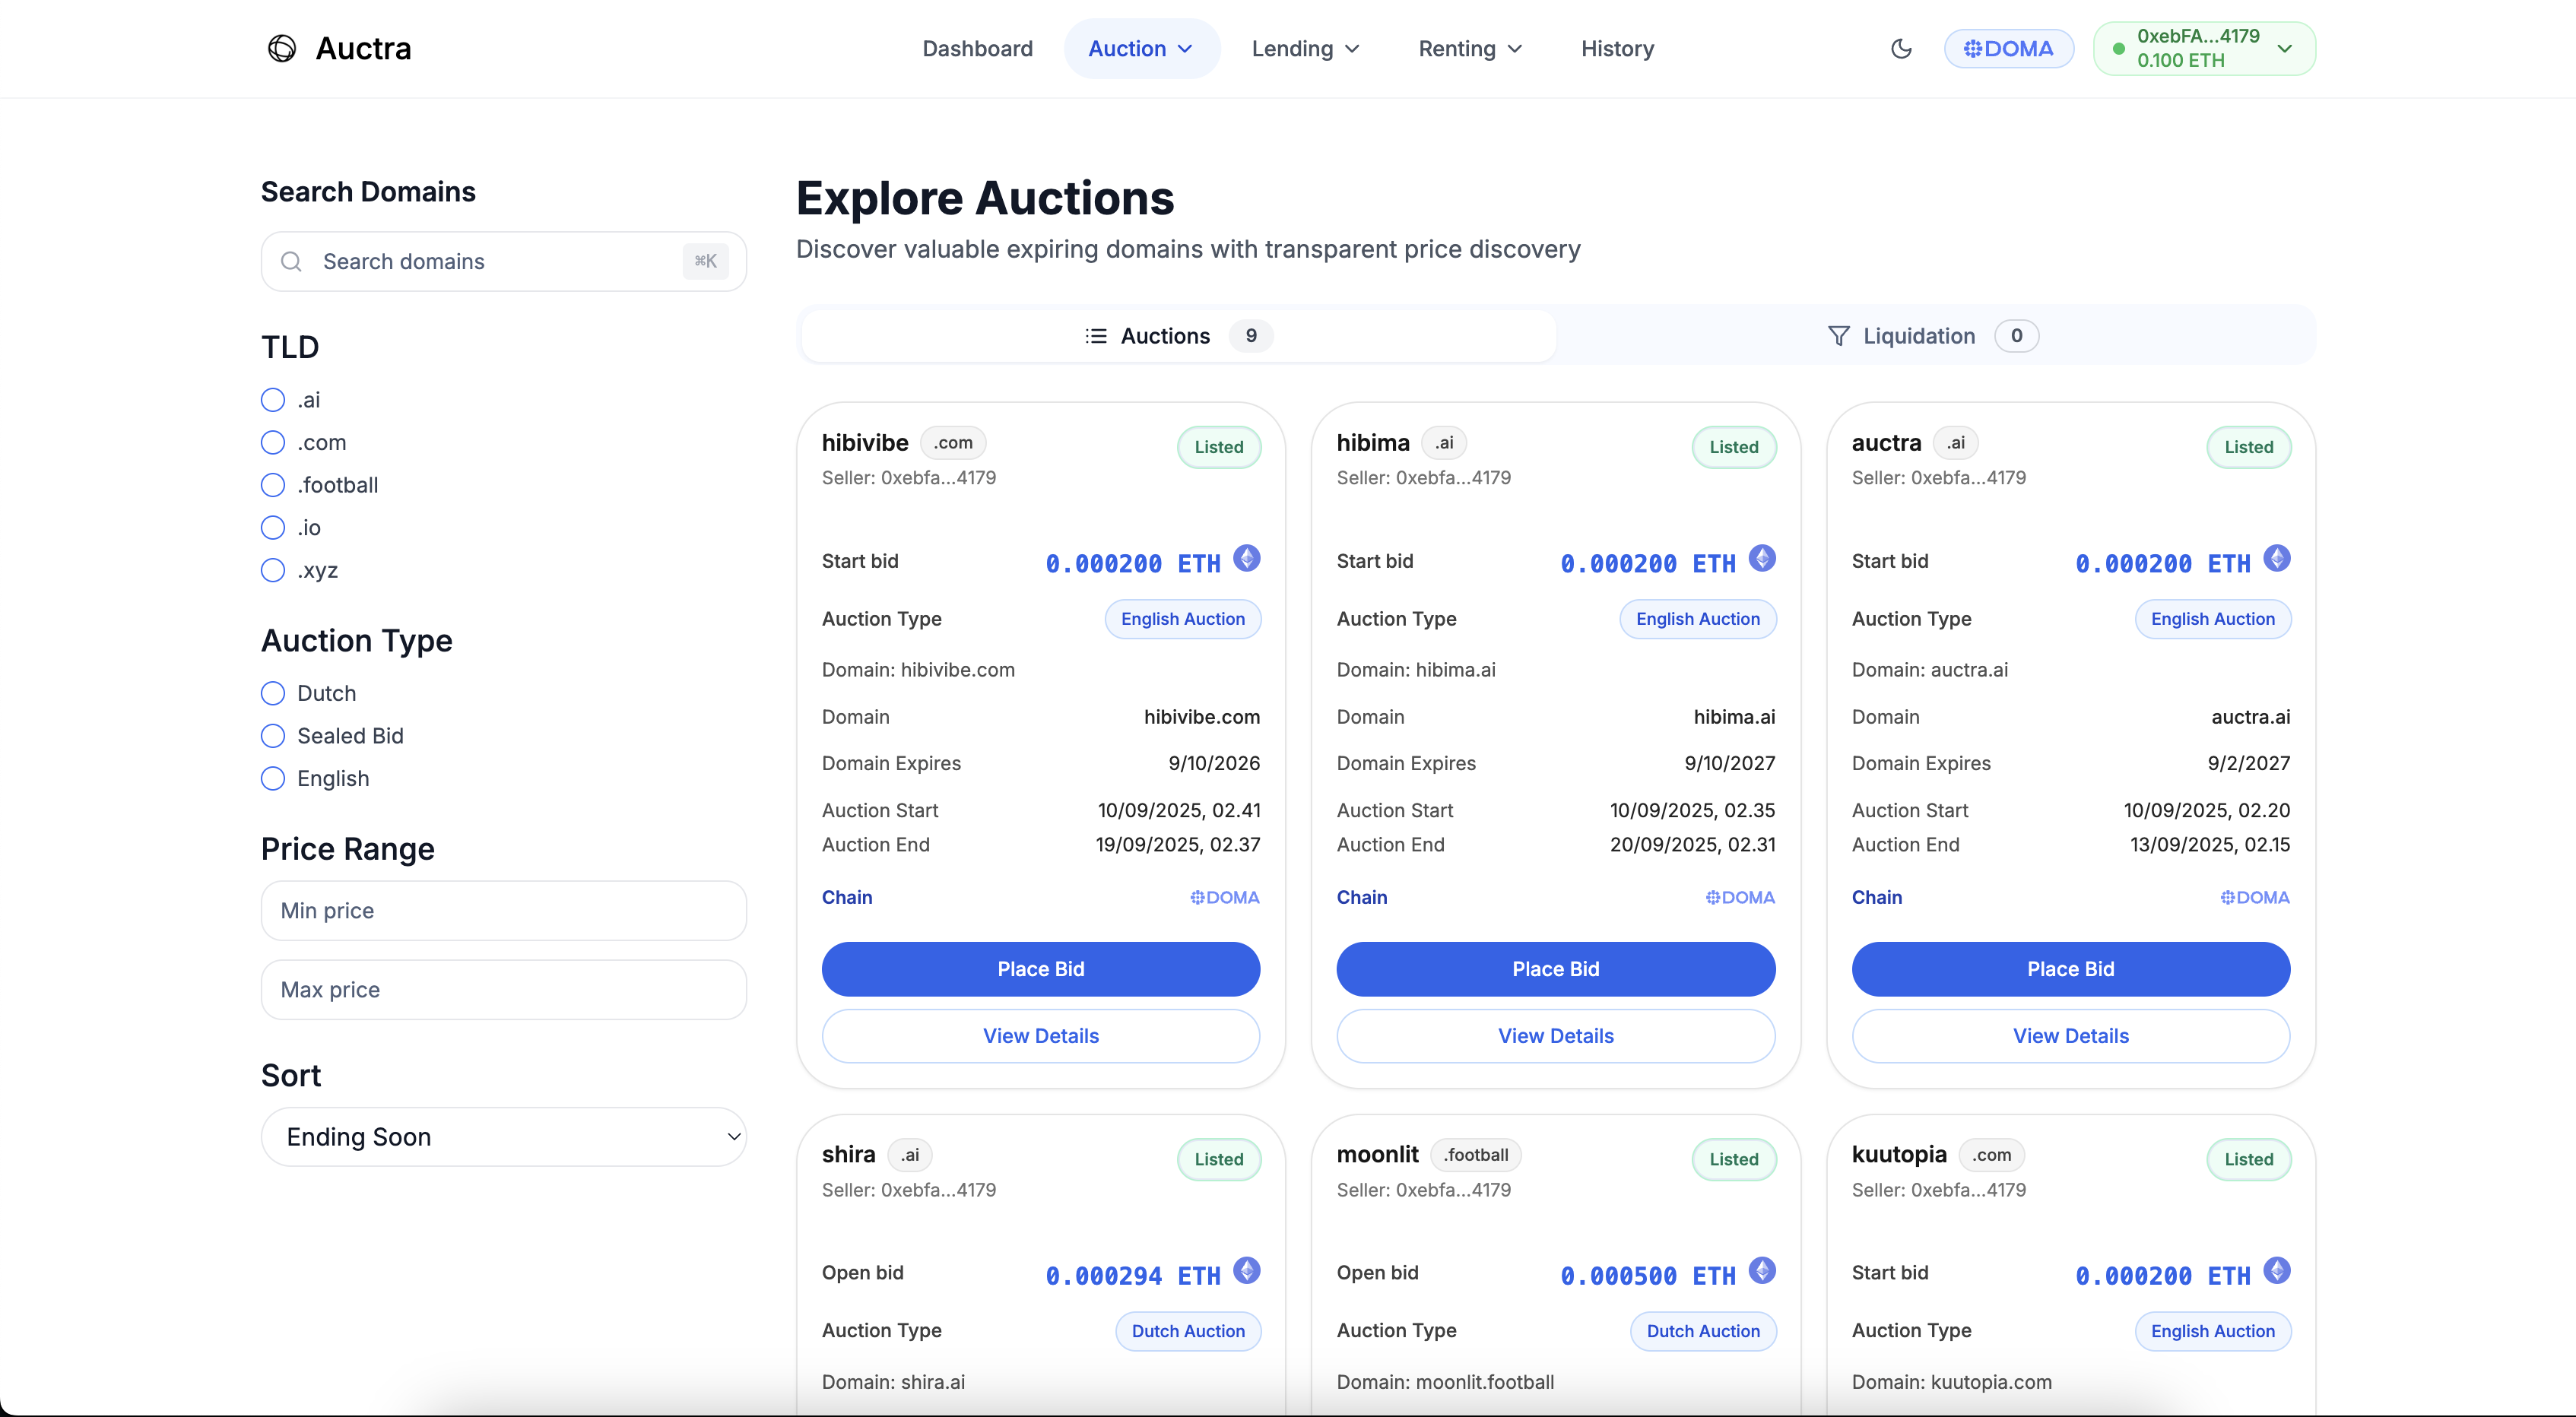 Auctra
Dashboard
Auction
Lending
Renting
History
DOMA
0xebFA...4179
0.100 ETH
Search Domains
Search domains
⌘K
TLD
.ai
.com
.football
.io
.xyz
Auction Type
Dutch
Sealed Bid
English
Price Range
Min price
Max price
Sort
Ending Soon
Explore Auctions
Discover valuable expiring domains with transparent price discovery
Auctions 9
Liquidation 0
hibivibe .com
Listed
Seller: 0xebfa...4179
Start bid 0.000200 ETH
Auction Type English Auction
Domain: hibivibe.com
Domain hibivibe.com
Domain Expires 9/10/2026
Auction Start 10/09/2025, 02.41
Auction End 19/09/2025, 02.37
Chain DOMA
Place Bid
View Details
hibima .ai
Listed
Seller: 0xebfa...4179
Start bid 0.000200 ETH
Auction Type English Auction
Domain: hibima.ai
Domain hibima.ai
Domain Expires 9/10/2027
Auction Start 10/09/2025, 02.35
Auction End 20/09/2025, 02.31
Chain DOMA
Place Bid
View Details
auctra .ai
Listed
Seller: 0xebfa...4179
Start bid 0.000200 ETH
Auction Type English Auction
Domain: auctra.ai
Domain auctra.ai
Domain Expires 9/2/2027
Auction Start 10/09/2025, 02.20
Auction End 13/09/2025, 02.15
Chain DOMA
Place Bid
View Details
shira .ai
Listed
Seller: 0xebfa...4179
Open bid 0.000294 ETH
Auction Type Dutch Auction
Domain: shira.ai
moonlit .football
Listed
Seller: 0xebfa...4179
Open bid 0.000500 ETH
Auction Type Dutch Auction
Domain: moonlit.football
kuutopia .com
Listed
Seller: 0xebfa...4179
Start bid 0.000200 ETH
Auction Type English Auction
Domain: kuutopia.com